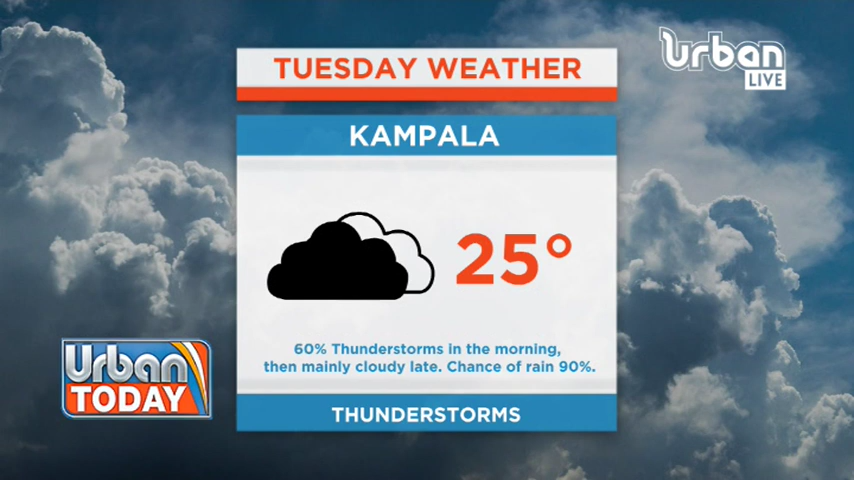 TUESDAY WEATHER
Urban
LIVE
KAMPALA
25°
60% Thunderstorms in the morning,
then mainly cloudy late. Chance of rain 90%.
Urban
TODAY
THUNDERSTORMS